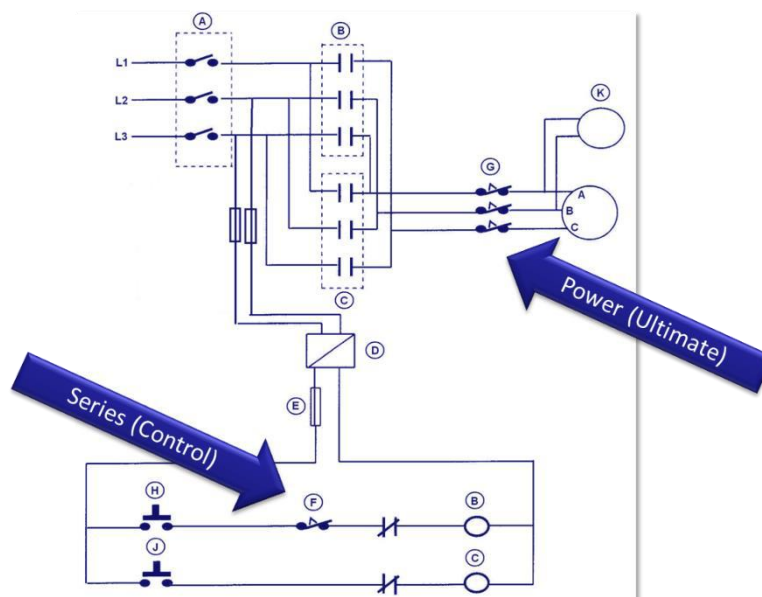 A
B
L1
L2
L3
K
G
A
B
C
C
Power (Ultimate)
D
Series (Control)
E
H
F
B
J
C